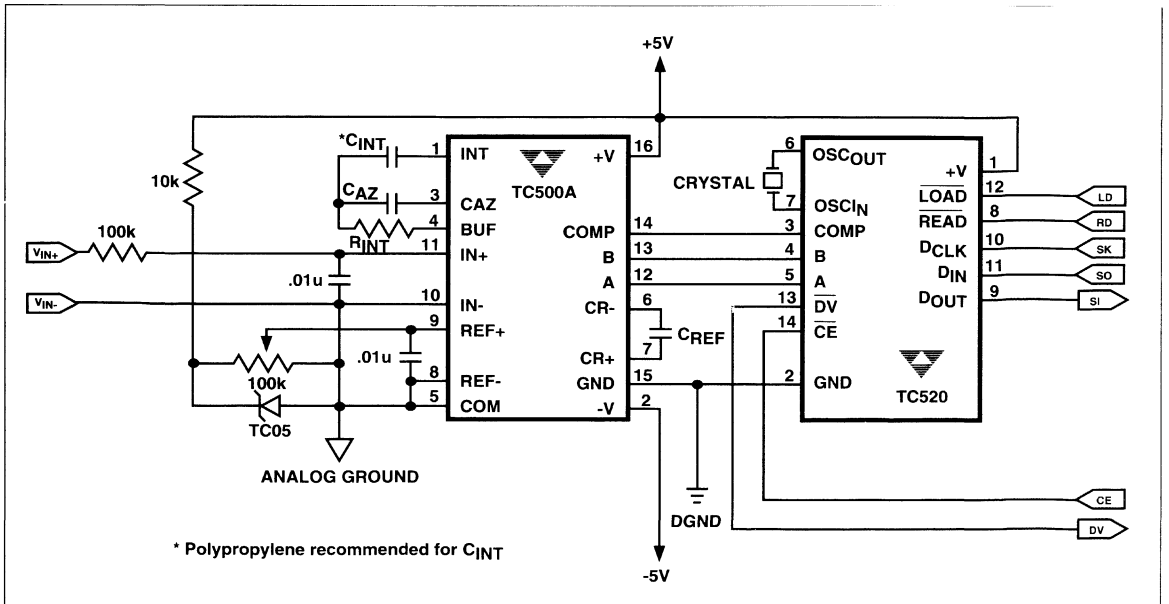 +5V
*CINT
1
INT
+V
16
TC500A
10k
CAZ
3
CAZ
4
BUF
RINT
100k
VIN+
11
IN+
.01u
VIN-
10
IN-
9
REF+
.01u
100k
8
REF-
5
COM
TC05
ANALOG GROUND
COMP
14
B
13
A
12
CR-
6
CREF
CR+
7
GND
15
-V
2
CRYSTAL
6
OSCOUT
7
OSCIN
3
COMP
4
B
5
A
13
DV
14
CE
2
GND
TC520
+V
1
LOAD
12
LD
READ
8
RD
DCLK
10
SK
DIN
11
SO
DOUT
9
SI
DGND
CE
DV
-5V
* Polypropylene recommended for CINT